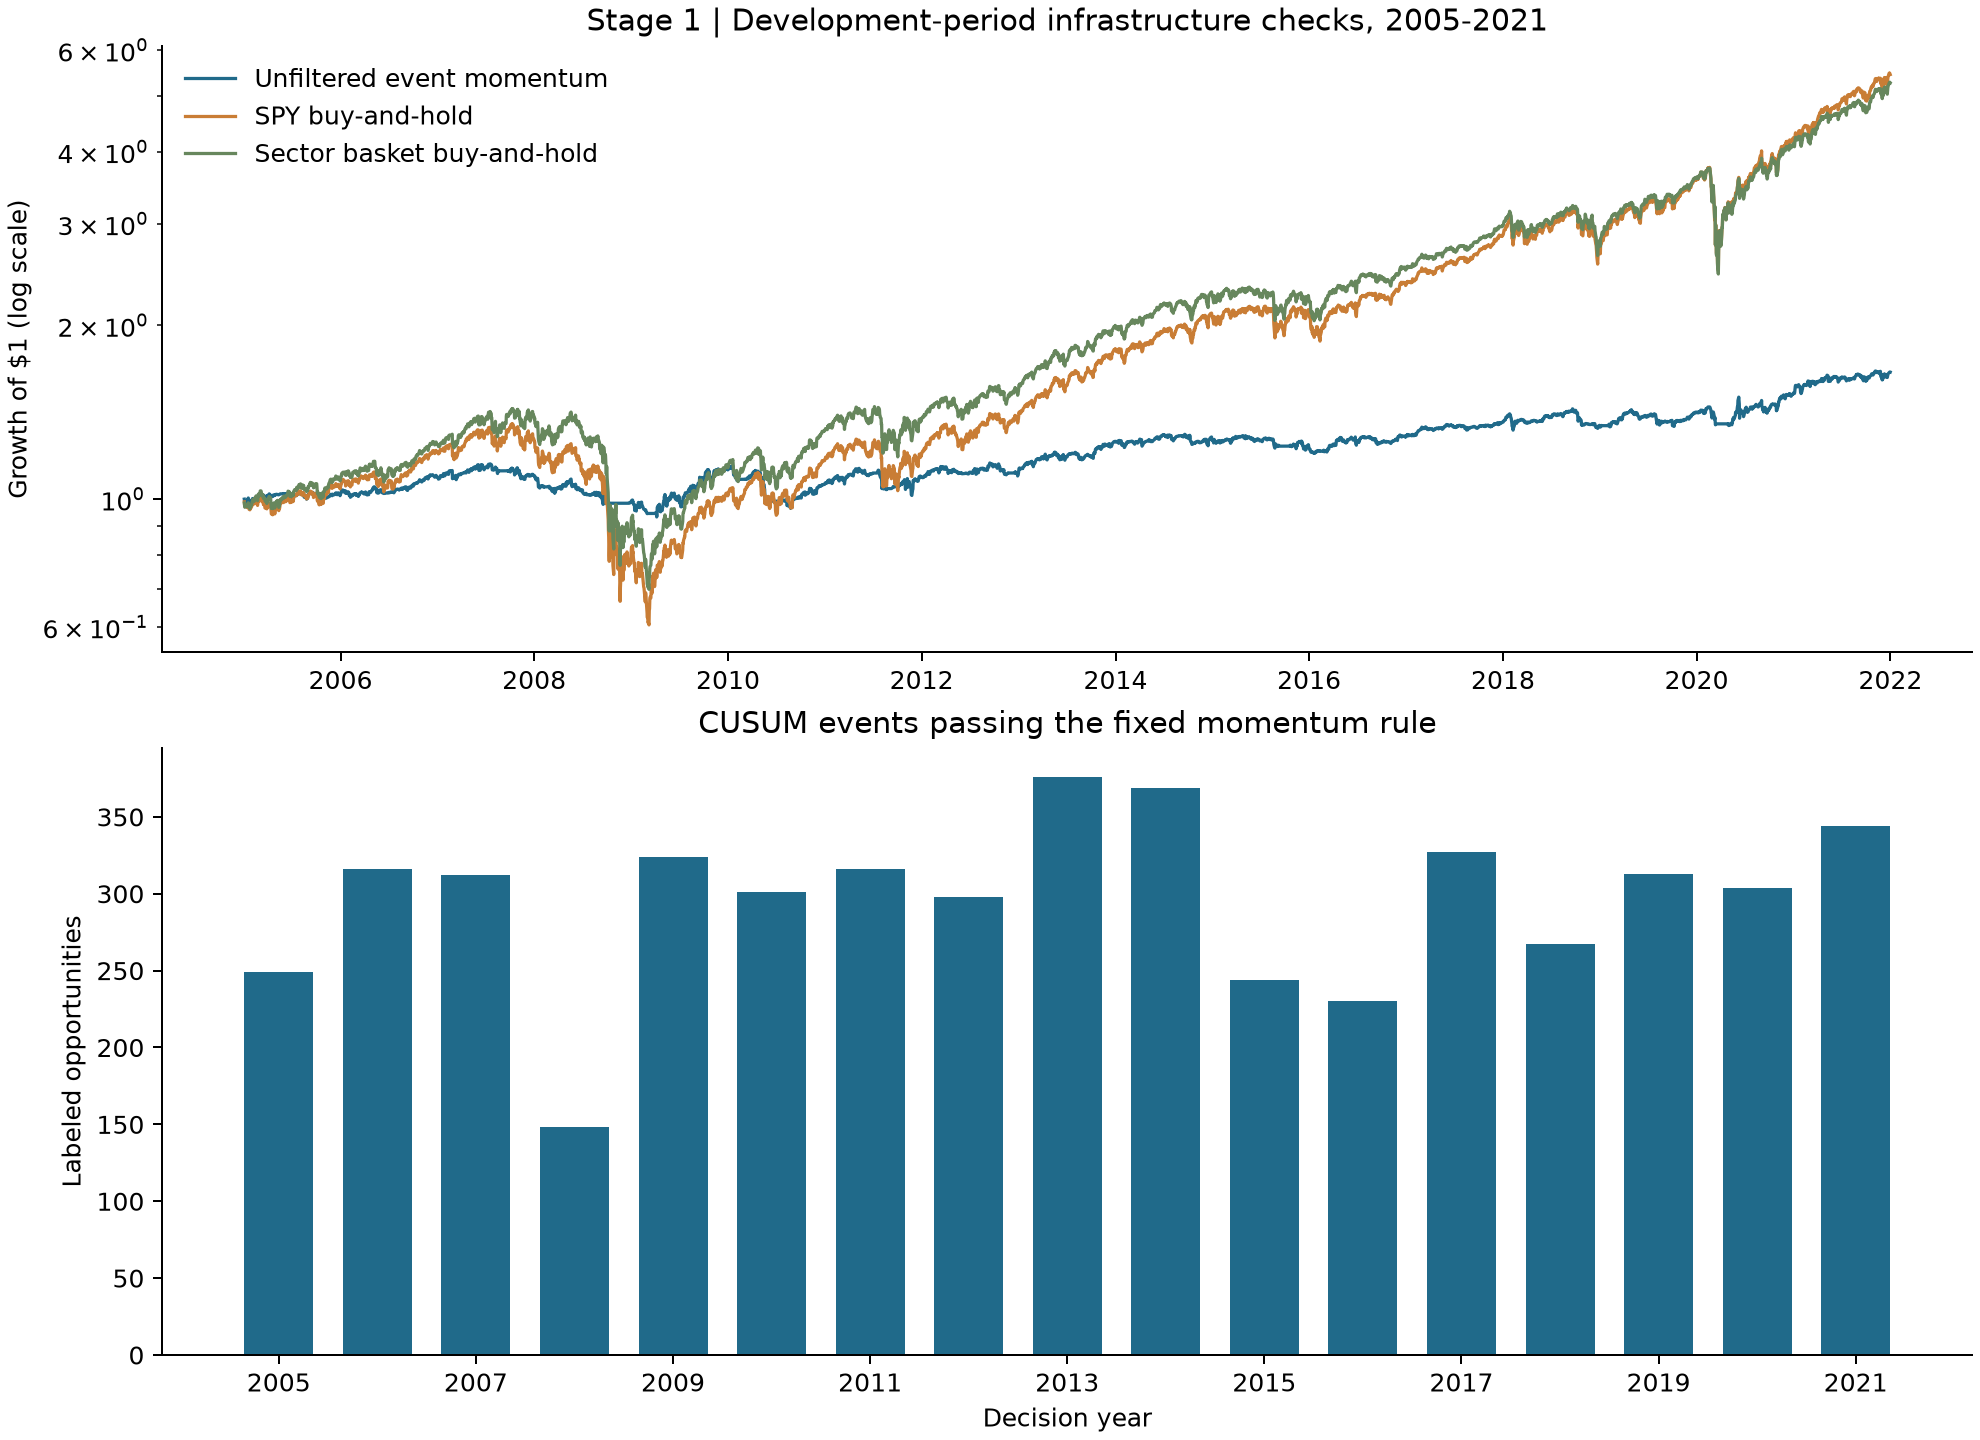 Stage 1 | Development-period infrastructure checks, 2005-2021
Growth of $1 (log scale)
6 × 10⁰
4 × 10⁰
3 × 10⁰
2 × 10⁰
10⁰
6 × 10⁻¹
Unfiltered event momentum
SPY buy-and-hold
Sector basket buy-and-hold
2006 2008 2010 2012 2014 2016 2018 2020 2022
CUSUM events passing the fixed momentum rule
Labeled opportunities
350
300
250
200
150
100
50
0
2005 2007 2009 2011 2013 2015 2017 2019 2021
Decision year